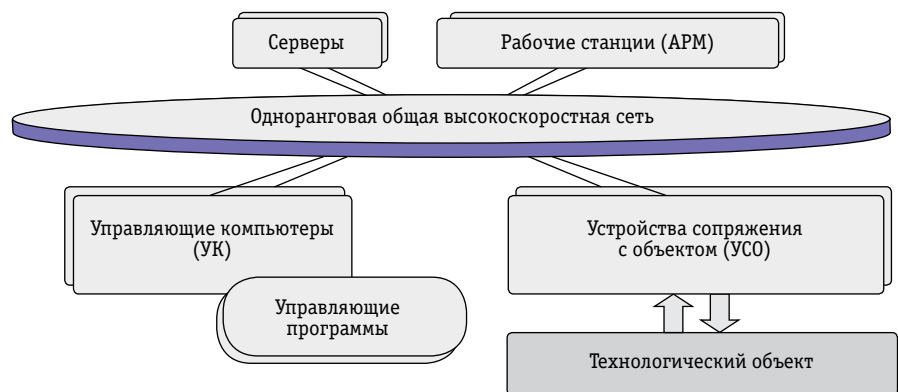 Серверы
Рабочие станции (АРМ)
Одноранговая общая высокоскоростная сеть
Управляющие компьютеры
(УК)
Устройства сопряжения
с объектом (УСО)
Управляющие
программы
Технологический объект